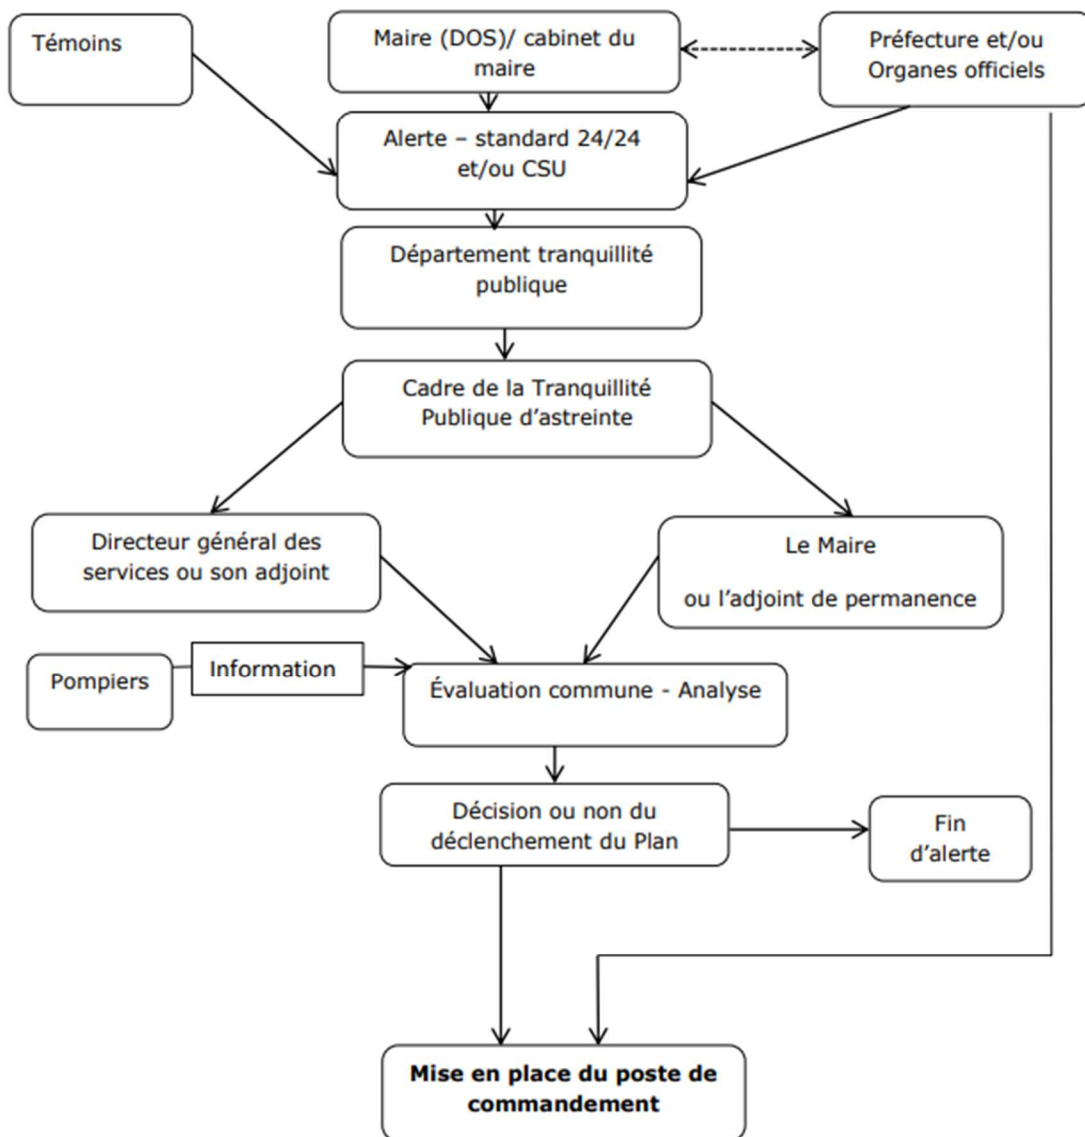 Témoins
Maire (DOS)/ cabinet du
maire
Préfecture et/ou
Organes officiels
Alerte – standard 24/24
et/ou CSU
Département tranquillité
publique
Cadre de la Tranquillité
Publique d’astreinte
Directeur général des
services ou son adjoint
Le Maire
ou l’adjoint de permanence
Pompiers
Information
Évaluation commune - Analyse
Décision ou non du
déclenchement du Plan
Fin
d’alerte
Mise en place du poste de
commandement